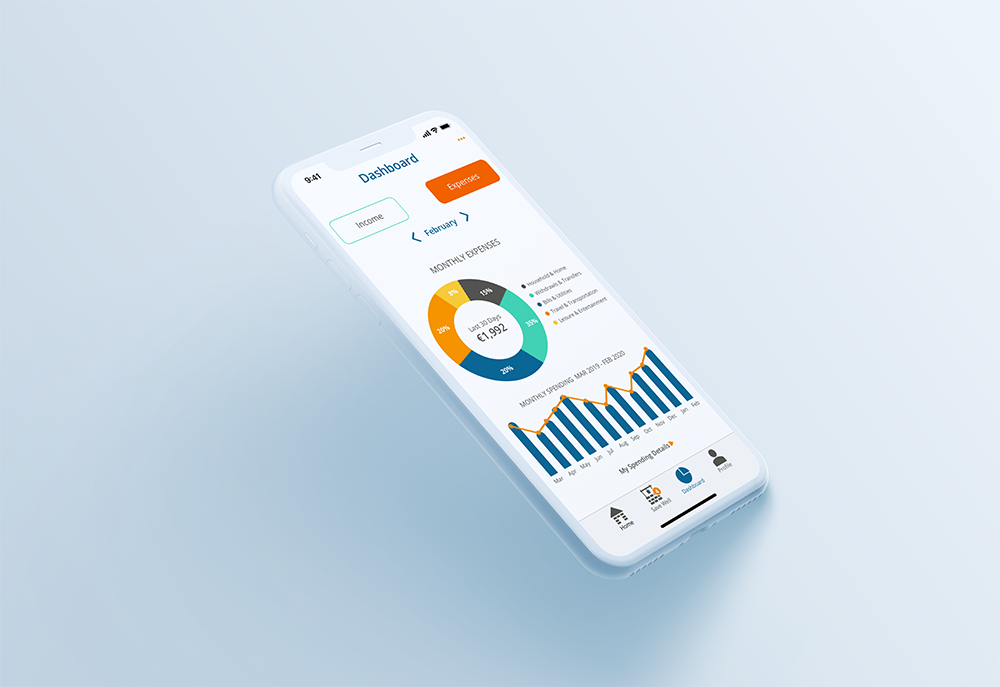 9:41
Dashboard
Income
Expenses
February
MONTHLY EXPENSES
8%
15%
20%
35%
20%
Last 30 Days
€1,992
Household & Home
Withdrawls & Transfers
Bills & Utilities
Travel & Transportation
Leisure & Entertainment
MONTHLY SPENDING MAR 2019 - FEB 2020
Mar Apr May Jun Jul Aug Sep Oct Nov Dec Jan Feb
My Spending Details
Home
Save Well
Dashboard
Profile